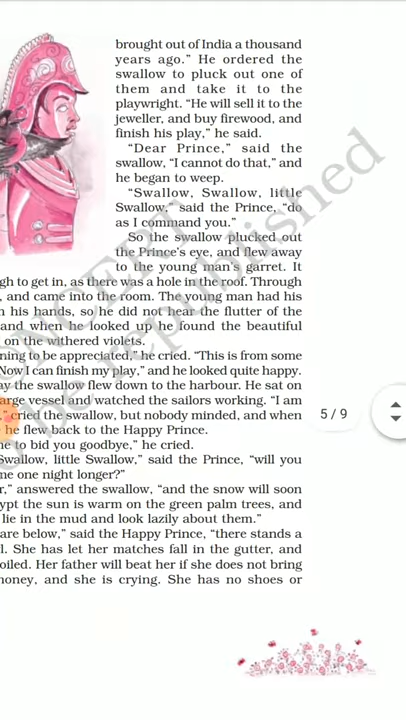 brought out of India a thousand
years ago.” He ordered the
swallow to pluck out one of
them and take it to the
playwright. “He will sell it to the
jeweller, and buy firewood, and
finish his play,” he said.
“Dear Prince,” said the
swallow, “I cannot do that,” and
he began to weep.
“Swallow, Swallow, little
Swallow,” said the Prince, “do
as I command you.”
So the swallow plucked out
the Prince’s eye, and flew away
to the young man’s garret. It
gh to get in, as there was a hole in the roof. Through
, and came into the room. The young man had his
n his hands, so he did not hear the flutter of the
and when he looked up he found the beautiful
on the withered violets.
ning to be appreciated,” he cried. “This is from some
Now I can finish my play,” and he looked quite happy.
ay the swallow flew down to the harbour. He sat on
arge vessel and watched the sailors working. “I am
” cried the swallow, but nobody minded, and when
he flew back to the Happy Prince.
me to bid you goodbye,” he cried.
Swallow, little Swallow,” said the Prince, “will you
me one night longer?”
r,” answered the swallow, “and the snow will soon
ypt the sun is warm on the green palm trees, and
lie in the mud and look lazily about them.”
are below,” said the Happy Prince, “there stands a
l. She has let her matches fall in the gutter, and
oiled. Her father will beat her if she does not bring
money, and she is crying. She has no shoes or
5 / 9
NCERT
be republished